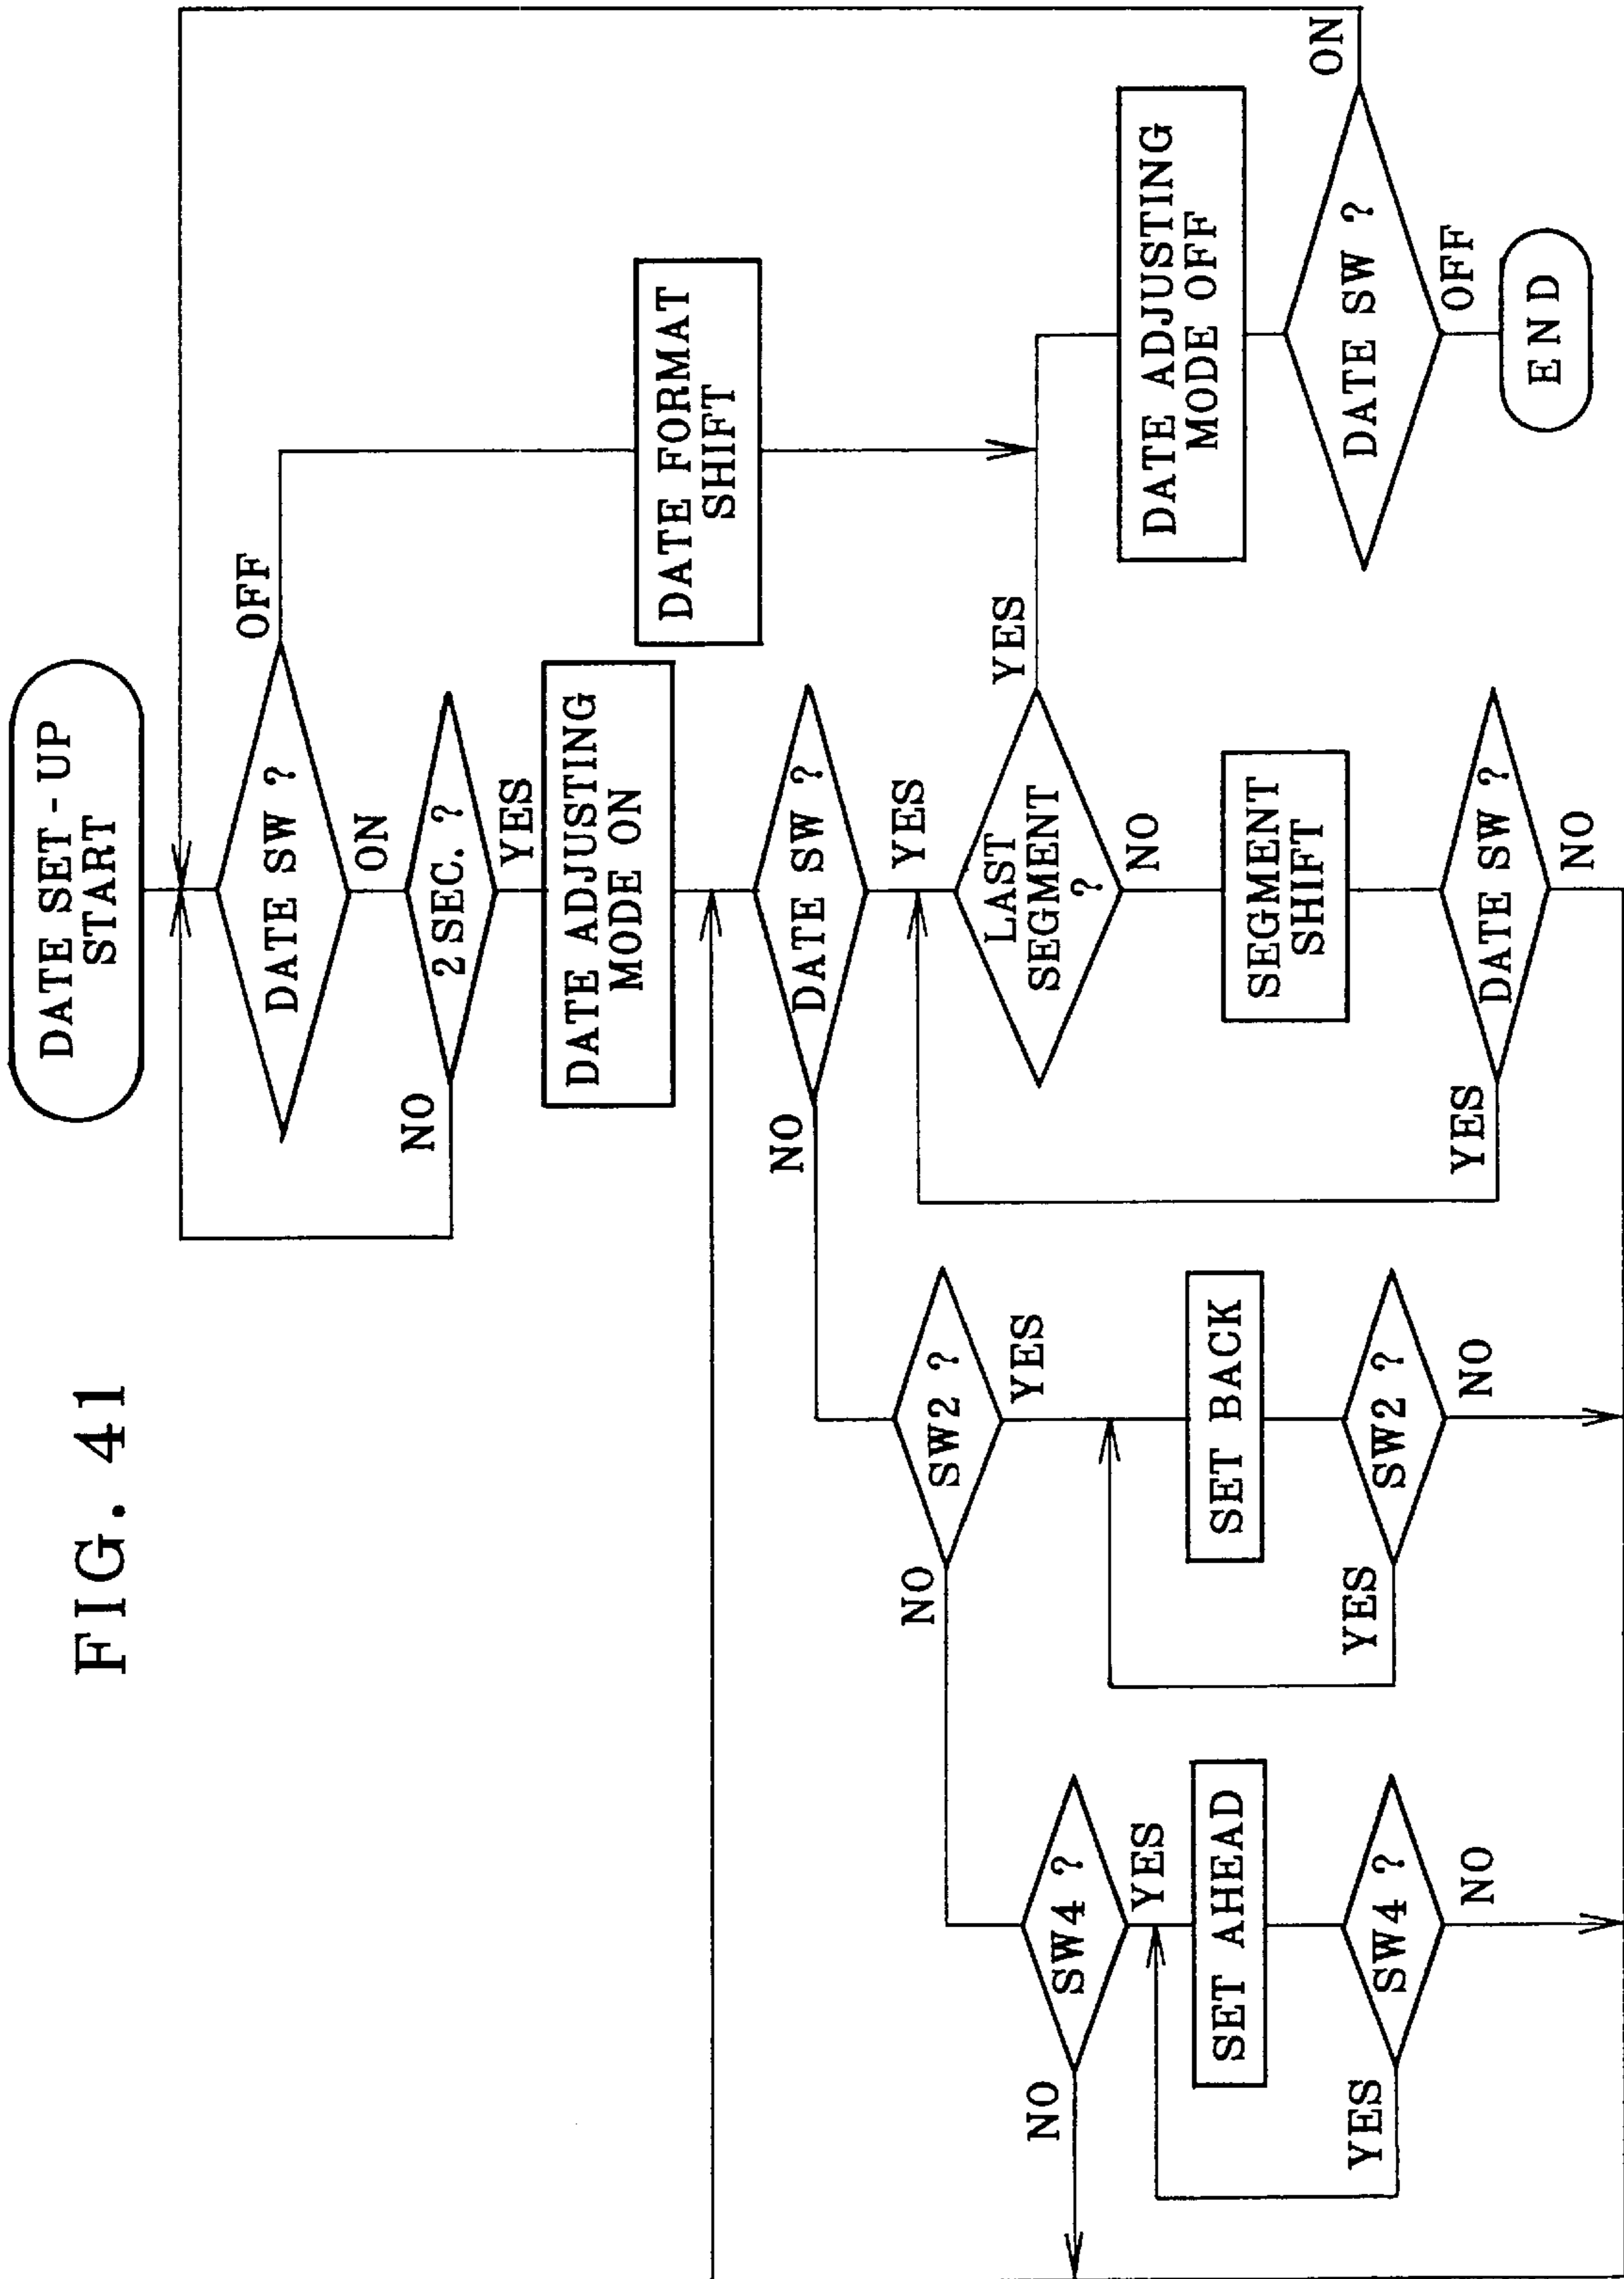 FIG. 41
DATE SET-UP
START
DATE SW ?
OFF
ON
2 SEC. ?
NO
YES
DATE ADJUSTING
MODE ON
DATE FORMAT
SHIFT
DATE SW ?
NO
YES
LAST
SEGMENT
?
YES
NO
SEGMENT
SHIFT
DATE SW ?
YES
NO
SW2 ?
NO
YES
SET BACK
SW2 ?
YES
NO
SW4 ?
NO
YES
SET AHEAD
SW4 ?
YES
NO
DATE ADJUSTING
MODE OFF
DATE SW ?
ON
OFF
END